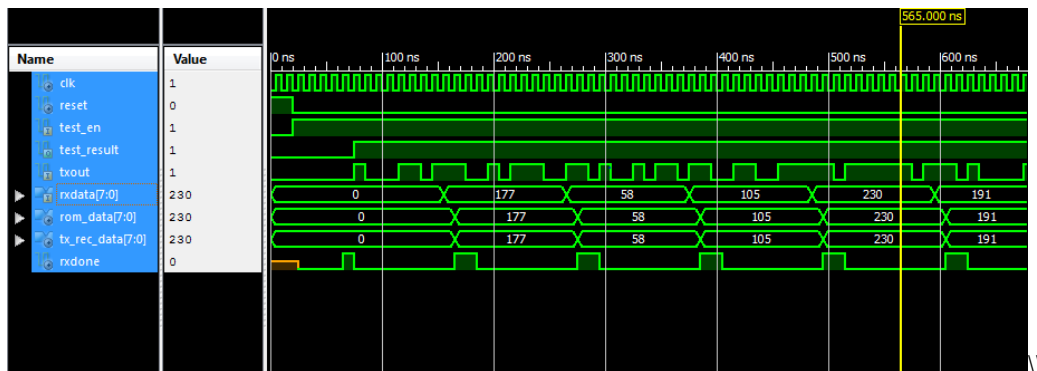 565.000 ns
Name Value
0 ns 100 ns 200 ns 300 ns 400 ns 500 ns 600 ns
clk 1
reset 0
test_en 1
test_result 1
txout 1
rxdata[7:0] 230 0 177 58 105 230 191
rom_data[7:0] 230 0 177 58 105 230 191
tx_rec_data[7:0] 230 0 177 58 105 230 191
rxdone 0